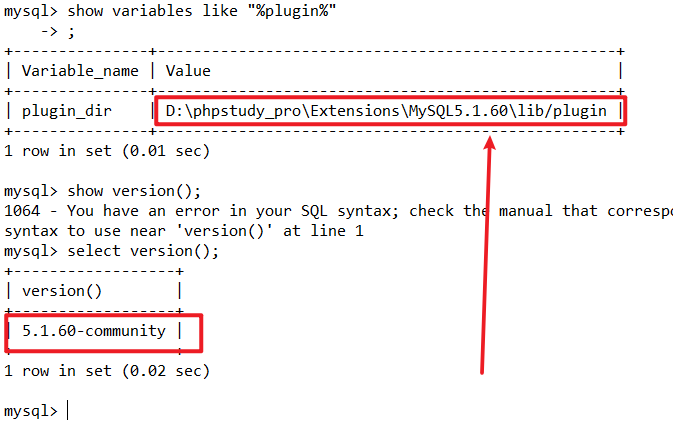 mysql> show variables like "%plugin%"
    -> ;
+---------------+-------------------------------------------------+
| Variable_name | Value                                           |
+---------------+-------------------------------------------------+
| plugin_dir    | D:\phpstudy_pro\Extensions\MySQL5.1.60\lib/plugin |
+---------------+-------------------------------------------------+
1 row in set (0.01 sec)
mysql> show version();
1064 - You have an error in your SQL syntax; check the manual that correspo
syntax to use near 'version()' at line 1
mysql> select version();
+------------------+
| version()        |
+------------------+
| 5.1.60-community |
1 row in set (0.02 sec)
mysql>